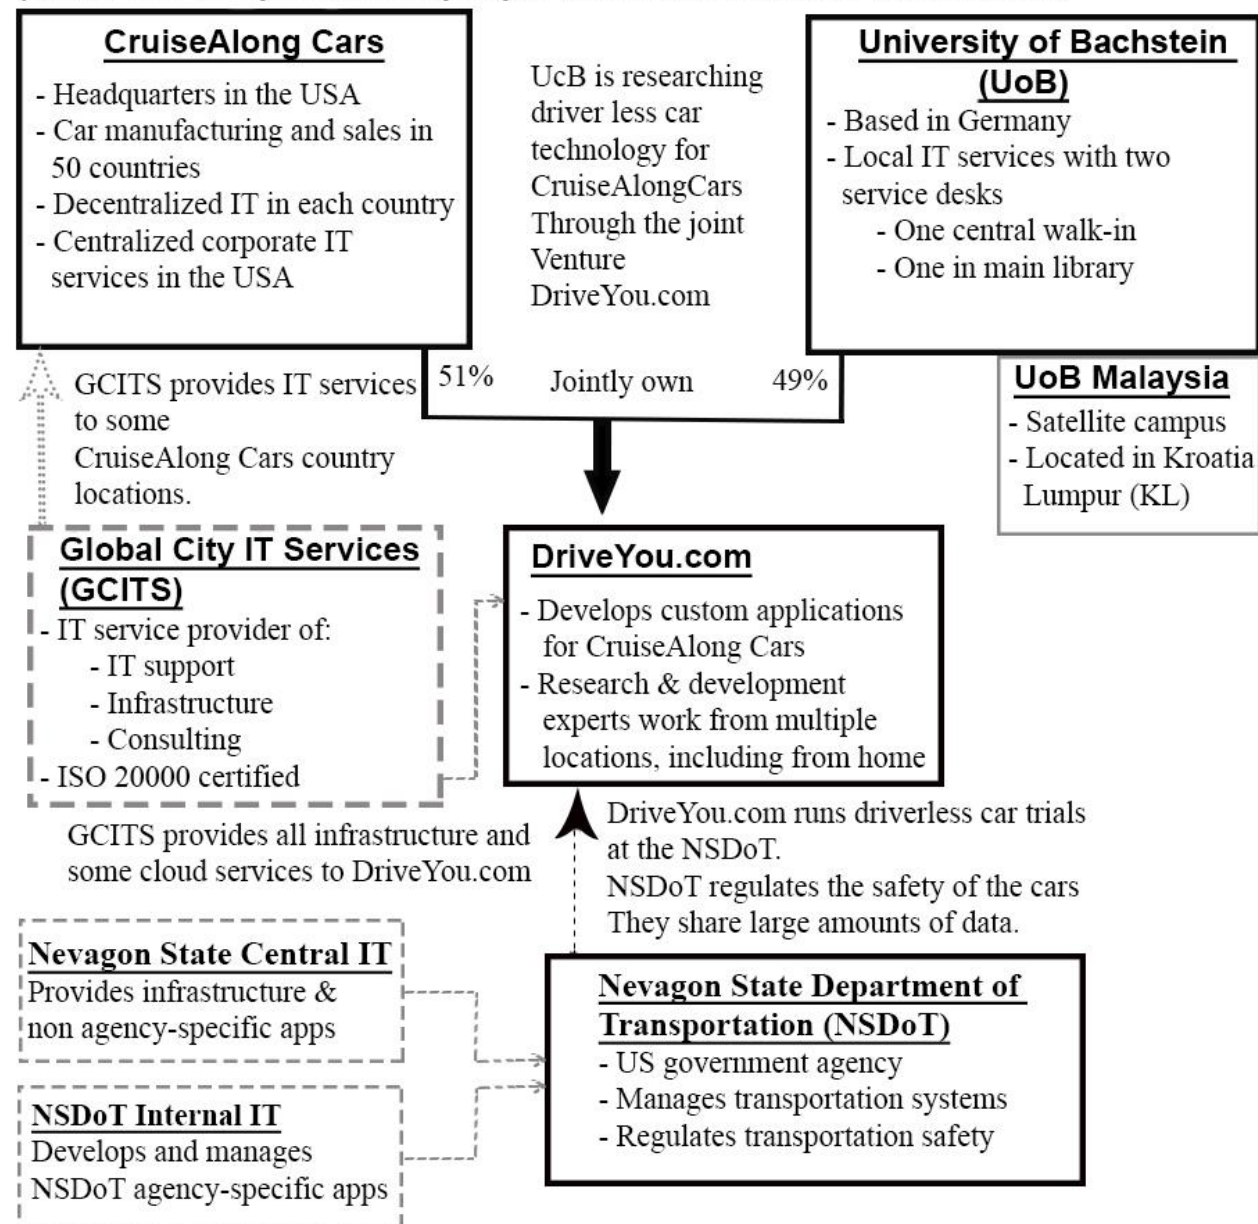 CruiseAlong Cars
- Headquarters in the USA
- Car manufacturing and sales in
50 countries
- Decentralized IT in each country
- Centralized corporate IT
services in the USA
UcB is researching
driver less car
technology for
CruiseAlongCars
Through the joint
Venture
DriveYou.com
University of Bachstein
(UoB)
- Based in Germany
- Local IT services with two
service desks
- One central walk-in
- One in main library
51%
Jointly own
49%
UoB Malaysia
- Satellite campus
- Located in Kroatia
Lumpur (KL)
GCITS provides IT services
to some
CruiseAlong Cars country
locations.
Global City IT Services
(GCITS)
- IT service provider of:
- IT support
- Infrastructure
- Consulting
- ISO 20000 certified
DriveYou.com
- Develops custom applications
for CruiseAlong Cars
- Research & development
experts work from multiple
locations, including from home
GCITS provides all infrastructure and
some cloud services to DriveYou.com
DriveYou.com runs driverless car trials
at the NSDoT.
NSDoT regulates the safety of the cars
They share large amounts of data.
Nevagon State Central IT
Provides infrastructure &
non agency-specific apps
NSDoT Internal IT
Develops and manages
NSDoT agency-specific apps
Nevagon State Department of
Transportation (NSDoT)
- US government agency
- Manages transportation systems
- Regulates transportation safety